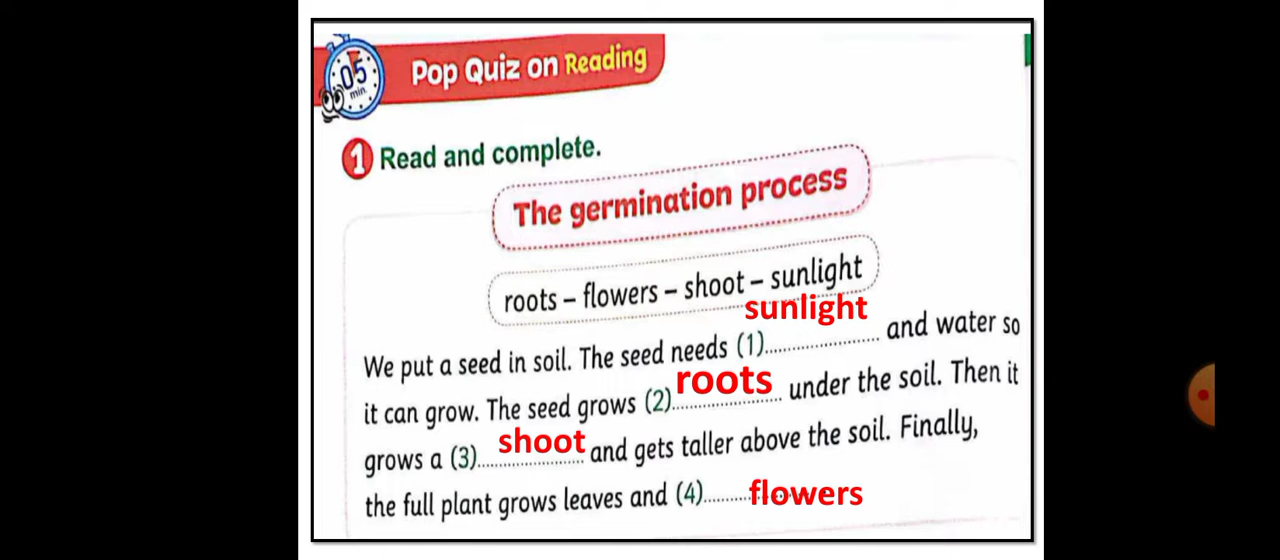 05
min.
Pop Quiz on Reading
1 Read and complete.
The germination process
roots – flowers – shoot – sunlight
sunlight
We put a seed in soil. The seed needs (1).................... and water so
roots
it can grow. The seed grows (2).................... under the soil. Then it
shoot
grows a (3).................... and gets taller above the soil. Finally,
the full plant grows leaves and (4).................... flowers